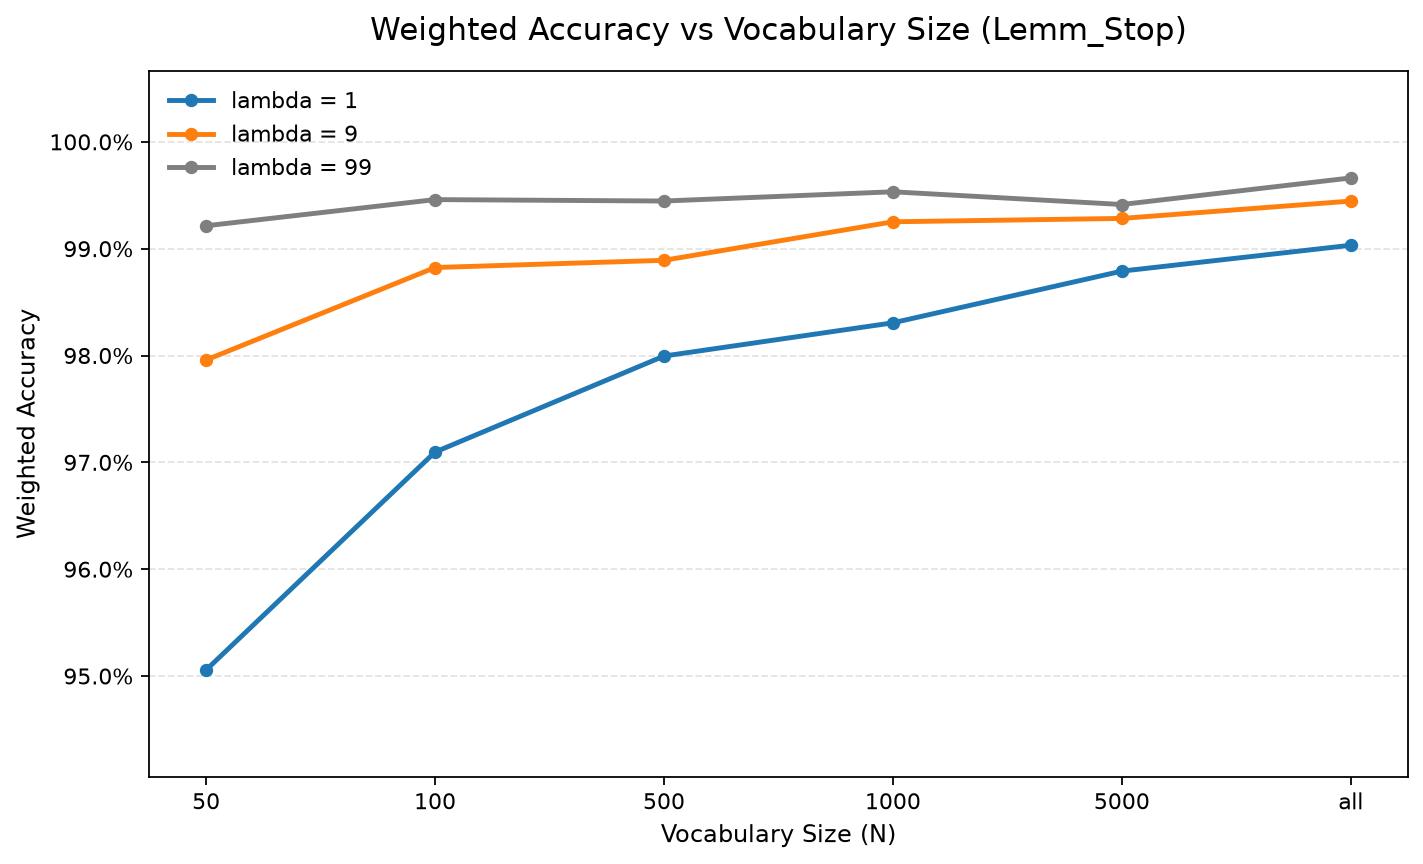 Weighted Accuracy vs Vocabulary Size (Lemm_Stop)
lambda = 1
lambda = 9
lambda = 99
100.0%
99.0%
98.0%
97.0%
96.0%
95.0%
Weighted Accuracy
50 100 500 1000 5000 all
Vocabulary Size (N)